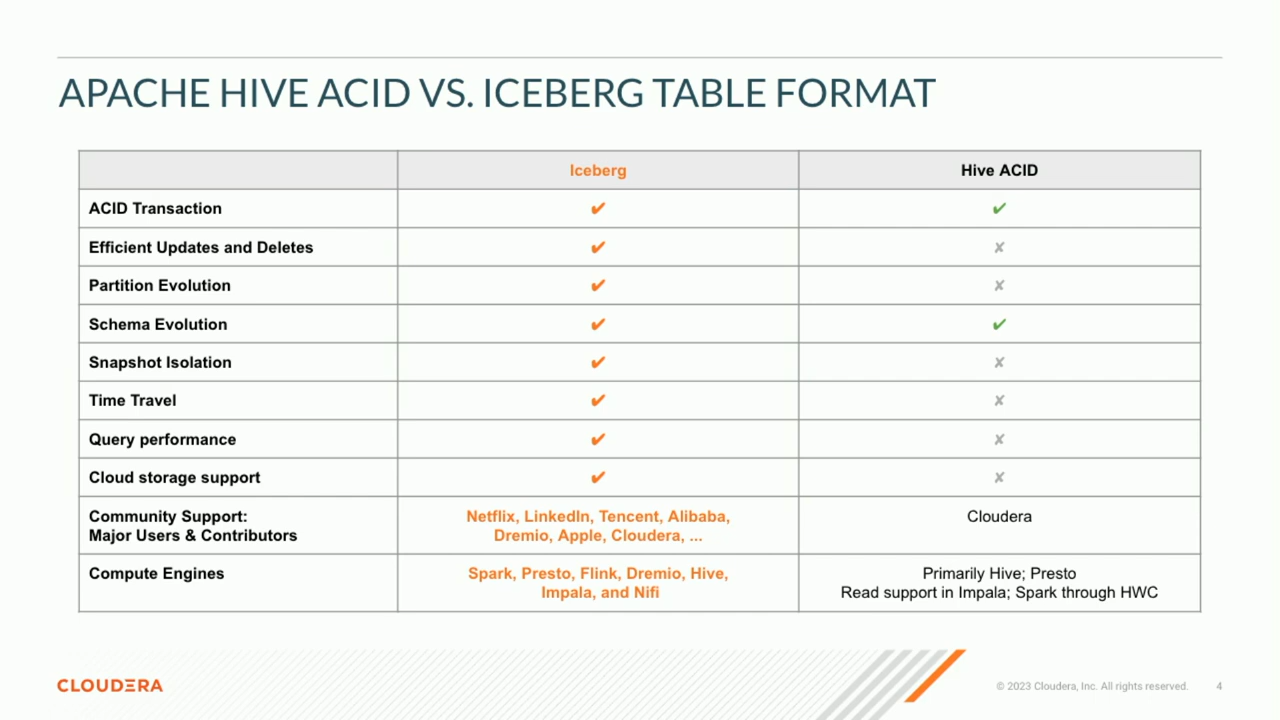 APACHE HIVE ACID VS. ICEBERG TABLE FORMAT
Iceberg Hive ACID
ACID Transaction ✔ ✔
Efficient Updates and Deletes ✔ ✘
Partition Evolution ✔ ✘
Schema Evolution ✔ ✔
Snapshot Isolation ✔ ✘
Time Travel ✔ ✘
Query performance ✔ ✘
Cloud storage support ✔ ✘
Community Support:
Major Users & Contributors
Netflix, LinkedIn, Tencent, Alibaba,
Dremio, Apple, Cloudera, ...
Cloudera
Compute Engines
Spark, Presto, Flink, Dremio, Hive,
Impala, and Nifi
Primarily Hive; Presto
Read support in Impala; Spark through HWC
CLOUDERA
© 2023 Cloudera, Inc. All rights reserved. 4